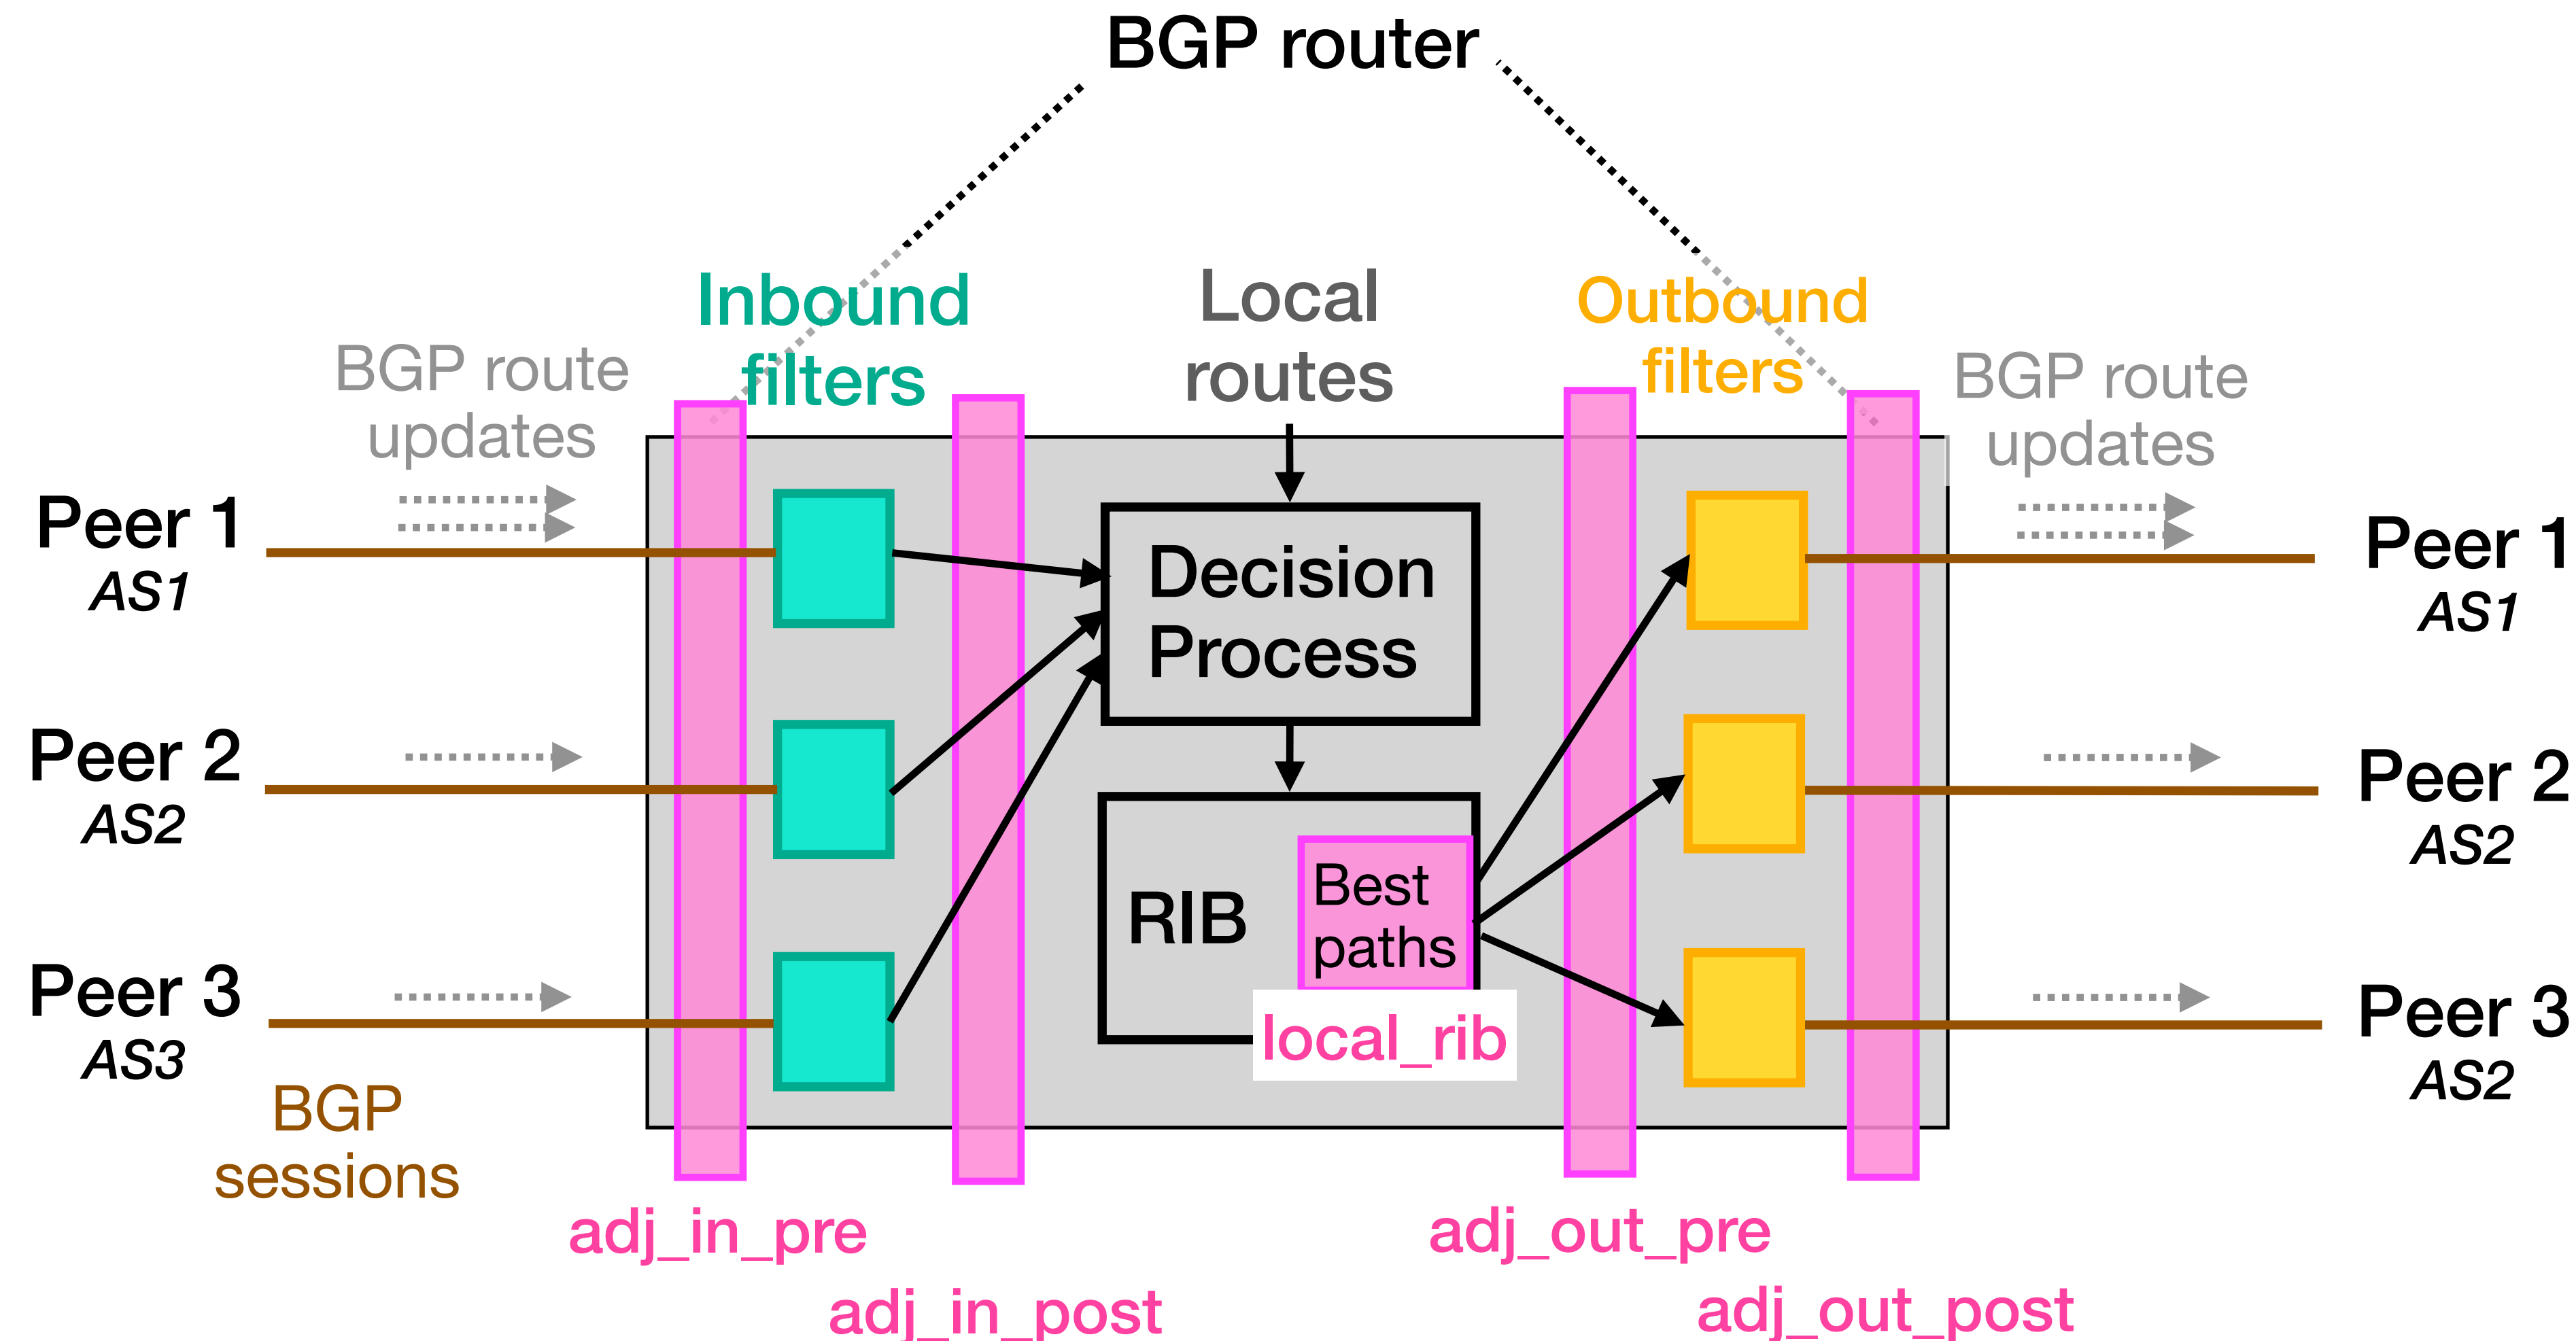 BGP router
Inbound
filters
Local
routes
Outbound
filters
BGP route
updates
BGP route
updates
Peer 1
AS1
Peer 2
AS2
Peer 3
AS3
BGP
sessions
Decision
Process
RIB
Best
paths
local_rib
Peer 1
AS1
Peer 2
AS2
Peer 3
AS2
adj_in_pre
adj_in_post
adj_out_pre
adj_out_post